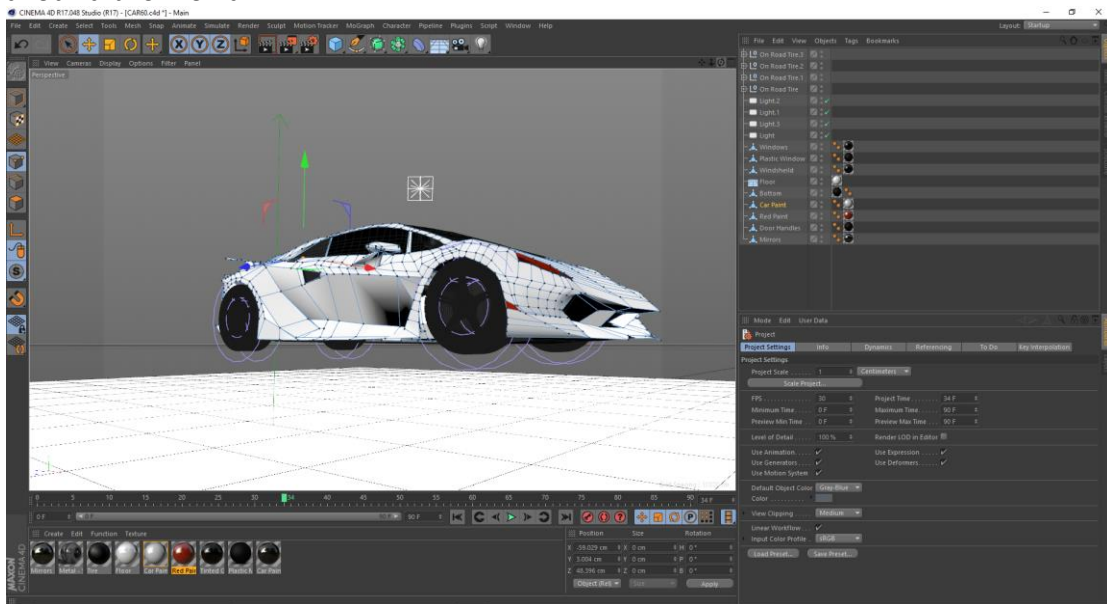 CINEMA 4D R17.048 Studio (R17) - [CAR60.c4d *] - Main
File Edit Create Select Tools Mesh Snap Animate Simulate Render Sculpt Motion Tracker MoGraph Character Pipeline Plugins Script Window Help
Layout: Startup
View Cameras Display Options Filter Panel
Perspective
File Edit View Objects Tags Bookmarks
On Road Tire.3
On Road Tire.2
On Road Tire.1
On Road Tire
Light.2
Light.1
Light.3
Light
Windows
Plastic Window
Windsheild
Floor
Bottom
Car Paint
Red Paint
Door Handles
Mirrors
Mode Edit User Data
Project
Project Settings Info Dynamics Referencing To Do Key Interpolation
Project Settings
Project Scale 1 Centimeters
Scale Project...
FPS 30 Project Time 34 F
Minimum Time 0 F Maximum Time 90 F
Preview Min Time 0 F Preview Max Time 90 F
Level of Detail 100 % Render LOD in Editor
Use Animation Use Expression
Use Generators Use Deformers
Use Motion System
Default Object Color Gray-Blue
Color
View Clipping Medium
Linear Workflow
Input Color Profile sRGB
Load Preset... Save Preset...
0 5 10 15 20 25 30 34 40 45 50 55 60 65 70 75 80 85 90 34 F
0 F 0 F 90 F 90 F
Create Edit Function Texture
Mirrors Metal Tire Floor Car Pain Red Pain Tinted G Plastic M Car Pain
Position Size Rotation
X -39.029 cm X 0 cm H 0 °
Y 3.004 cm Y 0 cm P 0 °
Z 46.396 cm Z 0 cm B 0 °
Object (Rel) Size Apply
MAXON
CINEMA 4D